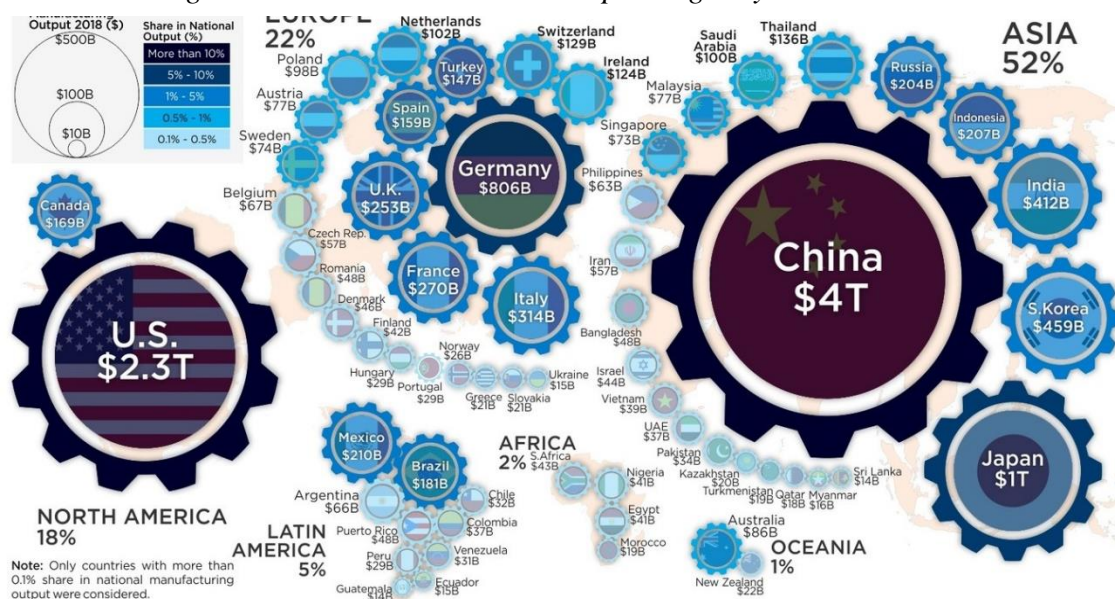 Output 2018 ($)
$500B
$100B
$10B
Share in National
Output (%)
More than 10%
5% - 10%
1% - 5%
0.5% - 1%
0.1% - 0.5%
EUROPE
22%
Netherlands
$102B
Switzerland
$129B
Poland
$98B
Turkey
$147B
Ireland
$124B
Austria
$77B
Spain
$159B
Sweden
$74B
Germany
$806B
Belgium
$67B
U.K.
$253B
Czech Rep.
$57B
Romania
$48B
France
$270B
Italy
$314B
Denmark
$46B
Finland
$42B
Hungary
$29B
Portugal
$29B
Norway
$26B
Greece
$21B
Slovakia
$21B
Ukraine
$15B
Canada
$169B
U.S.
$2.3T
NORTH AMERICA
18%
Note: Only countries with more than
0.1% share in national manufacturing
output were considered.
Mexico
$210B
Brazil
$181B
Argentina
$66B
Chile
$32B
Puerto Rico
$48B
Colombia
$37B
LATIN
AMERICA
5%
Peru
$29B
Venezuela
$31B
Guatemala
$14B
Ecuador
$15B
AFRICA
2%
S.Africa
$43B
Nigeria
$41B
Egypt
$41B
Morocco
$19B
ASIA
52%
Saudi
Arabia
$100B
Thailand
$136B
Russia
$204B
Malaysia
$77B
Indonesia
$207B
Singapore
$73B
India
$412B
Philippines
$63B
Iran
$57B
China
$4T
S.Korea
$459B
Bangladesh
$48B
Israel
$44B
Vietnam
$39B
UAE
$37B
Pakistan
$34B
Kazakhstan
$20B
Turkmenistan
$19B
Qatar
$18B
Myanmar
$16B
Sri Lanka
$14B
Japan
$1T
Australia
$86B
OCEANIA
1%
New Zealand
$22B